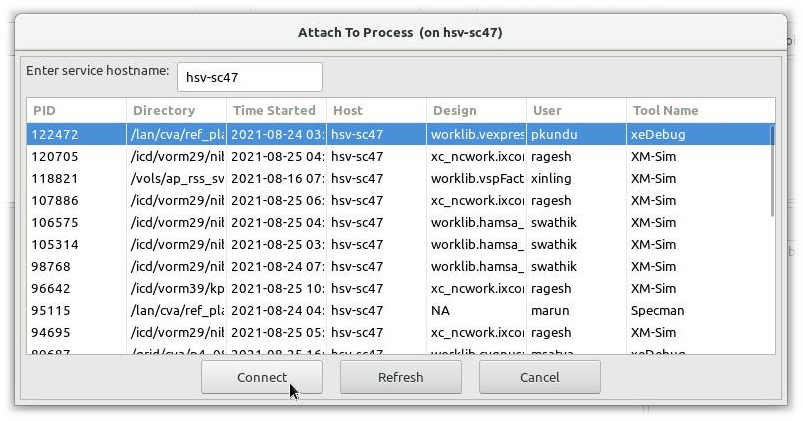 Attach To Process (on hsv-sc47)
Enter service hostname: hsv-sc47
PID Directory Time Started Host Design User Tool Name
122472 /lan/cva/ref_pla 2021-08-24 03: hsv-sc47 worklib.vexpres pkundu xeDebug
120705 /icd/vorm29/nil 2021-08-25 04: hsv-sc47 xc_ncwork.ixcor ragesh XM-Sim
118821 /vols/ap_rss_sv 2021-08-16 07: hsv-sc47 worklib.vspFact xinling XM-Sim
107886 /icd/vorm29/nil 2021-08-25 06: hsv-sc47 xc_ncwork.ixcor ragesh XM-Sim
106575 /icd/vorm29/nil 2021-08-25 04: hsv-sc47 worklib.hamsa_ swathik XM-Sim
105314 /icd/vorm29/nil 2021-08-25 03: hsv-sc47 worklib.hamsa_ swathik XM-Sim
98768 /icd/vorm29/nil 2021-08-24 07: hsv-sc47 worklib.hamsa_ swathik XM-Sim
96642 /icd/vorm39/kp 2021-08-25 10: hsv-sc47 xc_ncwork.ixcor ragesh XM-Sim
95115 /lan/cva/ref_pla 2021-08-24 04: hsv-sc47 NA marun Specman
94695 /icd/vorm29/nil 2021-08-25 05: hsv-sc47 xc_ncwork.ixcor ragesh XM-Sim
hsv-sc47 xeDebug
Connect Refresh Cancel